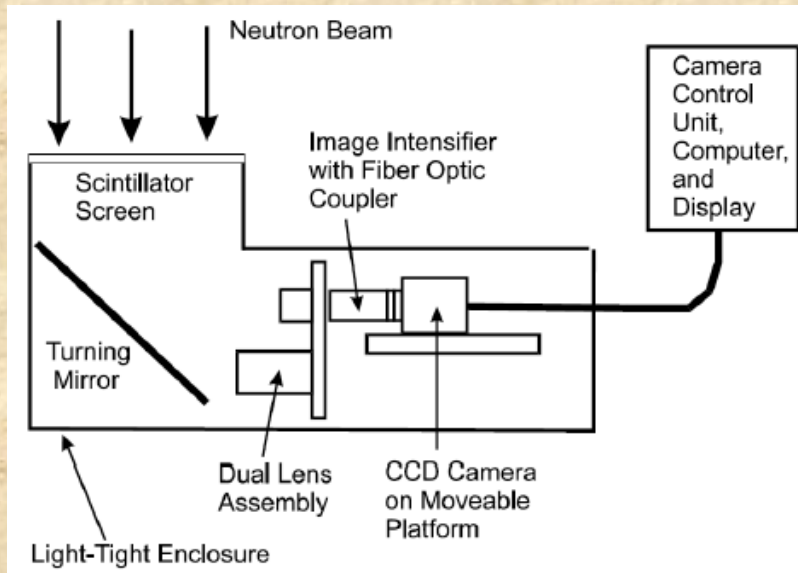 Neutron Beam
Camera
Control
Unit,
Computer,
and
Display
Image Intensifier
with Fiber Optic
Coupler
Scintillator
Screen
Turning
Mirror
Dual Lens
Assembly
CCD Camera
on Moveable
Platform
Light-Tight Enclosure